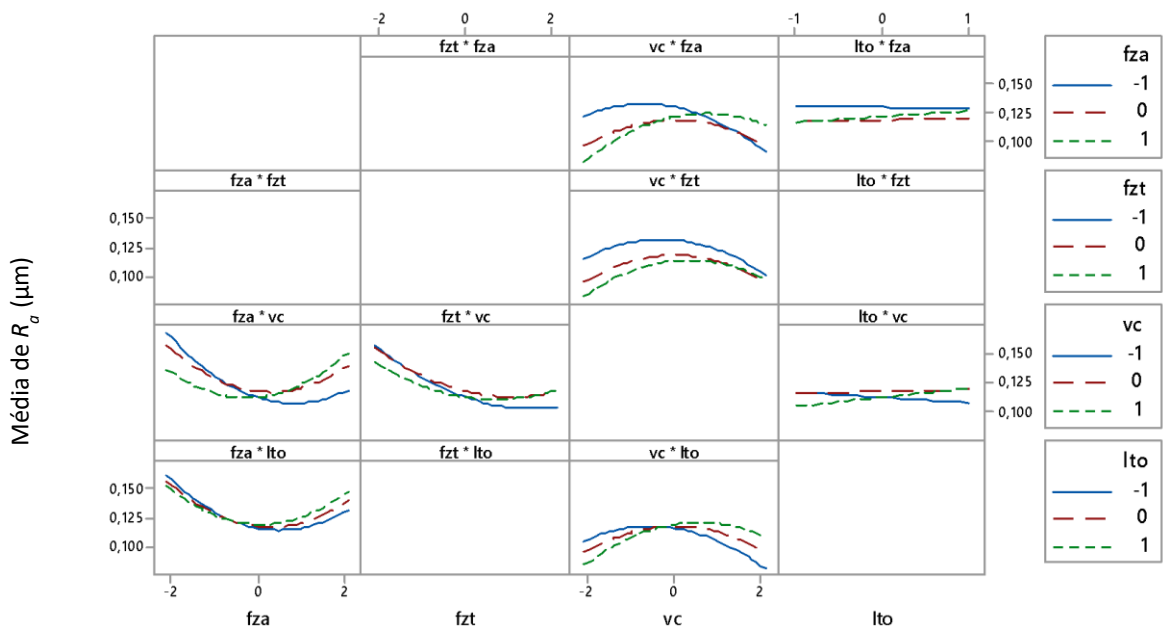 -2 0 2 -1 0 1
fzt * fza vc * fza lto * fza
fza
0,150
0,125
0,100
-1
0
1
fza * fzt vc * fzt lto * fzt
fzt
0,150
0,125
0,100
-1
0
1
Média de Ra (µm)
fza * vc fzt * vc lto * vc
vc
0,150
0,125
0,100
-1
0
1
fza * lto fzt * lto vc * lto
lto
0,150
0,125
0,100
-1
0
1
-2 0 2 -2 0 2
fza fzt vc lto